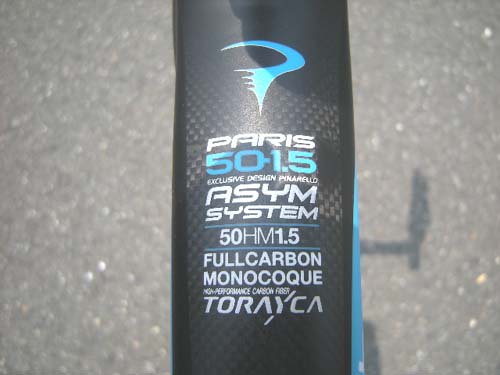 PARIS
50-1.5
EXCLUSIVE DESIGN PINARELLO
ASYM
SYSTEM
50HM1.5
FULLCARBON
MONOCOQUE
HIGH-PERFORMANCE CARBON FIBER
TORAYCA